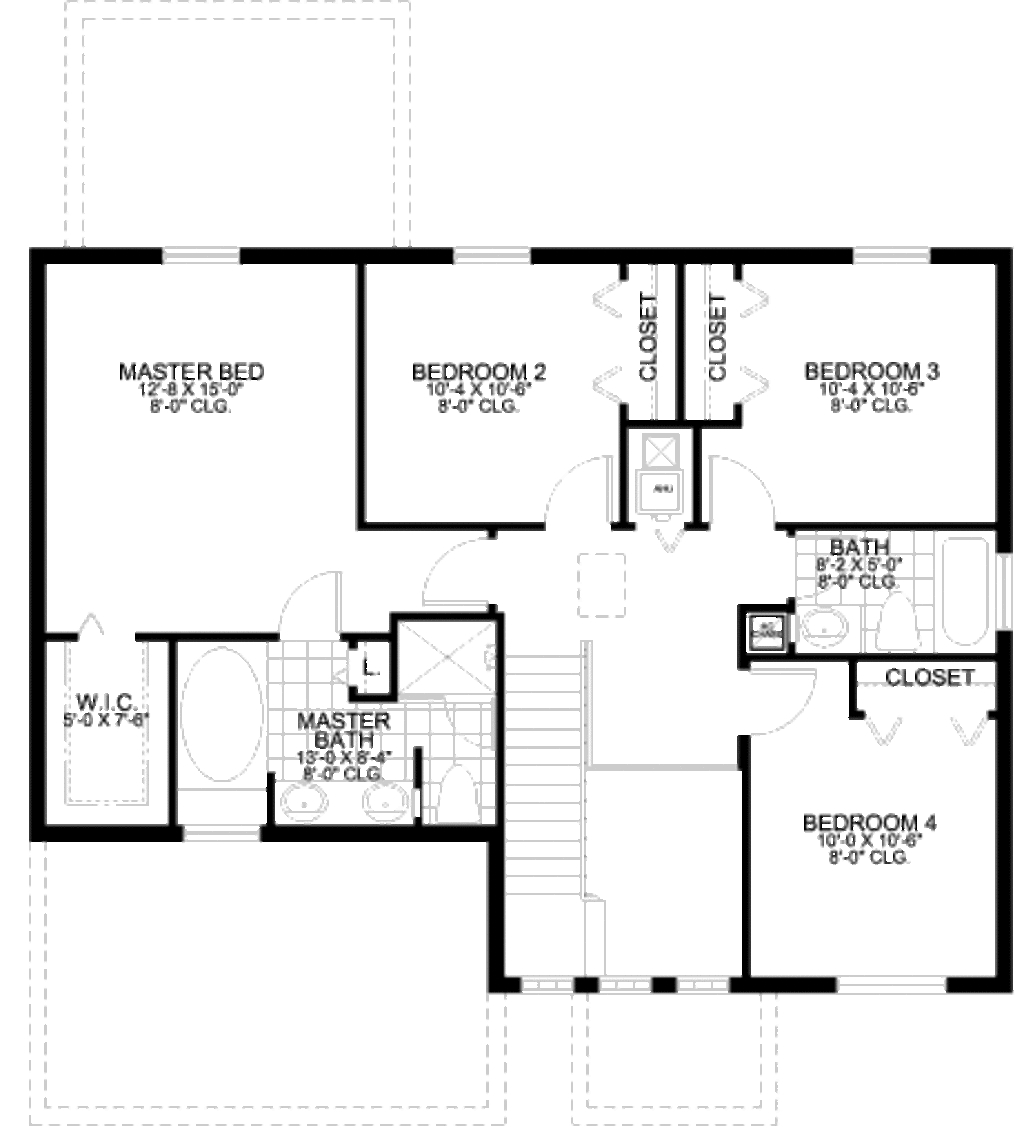 MASTER BED
12'-8 X 15'-0"
8'-0" CLG.
BEDROOM 2
10'-4 X 10'-6"
8'-0" CLG.
CLOSET
CLOSET
BEDROOM 3
10'-4 X 10'-6"
8'-0" CLG.
AHU
BATH
8'-2 X 5'-0"
8'-0" CLG.
A/C
CHASE
W.I.C.
5'-0 X 7'-6"
L.
MASTER
BATH
13'-0 X 8'-4"
8'-0" CLG.
CLOSET
BEDROOM 4
10'-0 X 10'-6"
8'-0" CLG.